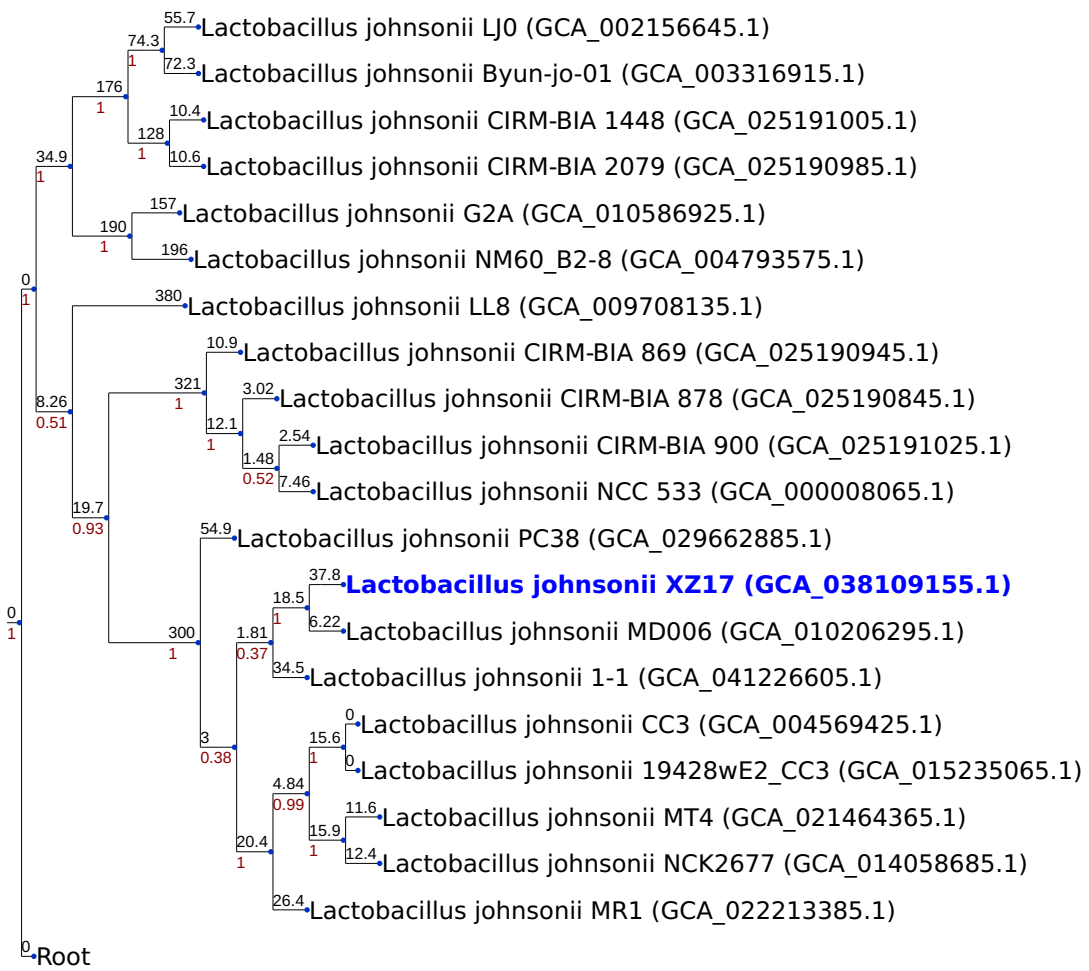 55.7
Lactobacillus johnsonii LJ0 (GCA_002156645.1)
74.3
1
72.3
Lactobacillus johnsonii Byun-jo-01 (GCA_003316915.1)
176
1
10.4
Lactobacillus johnsonii CIRM-BIA 1448 (GCA_025191005.1)
128
1
10.6
Lactobacillus johnsonii CIRM-BIA 2079 (GCA_025190985.1)
34.9
1
157
Lactobacillus johnsonii G2A (GCA_010586925.1)
190
1
196
Lactobacillus johnsonii NM60_B2-8 (GCA_004793575.1)
0
1
380
Lactobacillus johnsonii LL8 (GCA_009708135.1)
10.9
Lactobacillus johnsonii CIRM-BIA 869 (GCA_025190945.1)
321
1
3.02
Lactobacillus johnsonii CIRM-BIA 878 (GCA_025190845.1)
8.26
0.51
12.1
1
2.54
Lactobacillus johnsonii CIRM-BIA 900 (GCA_025191025.1)
1.48
0.52
7.46
Lactobacillus johnsonii NCC 533 (GCA_000008065.1)
19.7
0.93
54.9
Lactobacillus johnsonii PC38 (GCA_029662885.1)
37.8
Lactobacillus johnsonii XZ17 (GCA_038109155.1)
18.5
1
6.22
Lactobacillus johnsonii MD006 (GCA_010206295.1)
0
1
300
1
1.81
0.37
34.5
Lactobacillus johnsonii 1-1 (GCA_041226605.1)
0
Lactobacillus johnsonii CC3 (GCA_004569425.1)
3
0.38
15.6
1
0
Lactobacillus johnsonii 19428wE2_CC3 (GCA_015235065.1)
4.84
0.99
11.6
Lactobacillus johnsonii MT4 (GCA_021464365.1)
15.9
1
12.4
Lactobacillus johnsonii NCK2677 (GCA_014058685.1)
20.4
1
26.4
Lactobacillus johnsonii MR1 (GCA_022213385.1)
0
Root